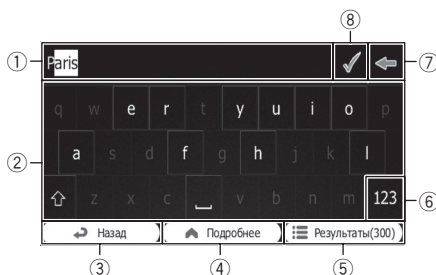 ⑧
① Paris ⑦
q w e r t y u i o p
② a s d f g h j k l
z x c v b n m 123 ⑥
Назад Подробнее Результаты(300)
③ ④ ⑤